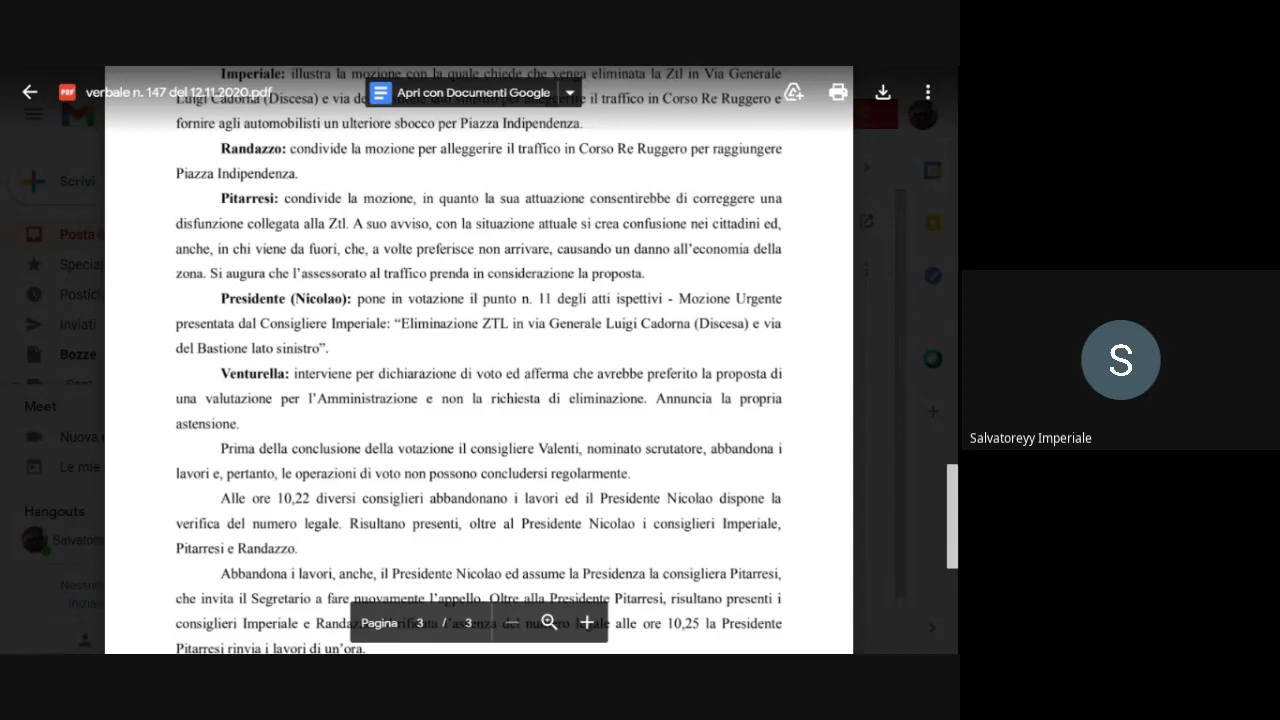 Imperiale: illustra la mozione con la quale chiede che venga eliminata la Ztl in Via Generale
verbale n. 147 del 12.11.2020.pdf
Apri con Documenti Google
Luigi Cadorna (Discesa) e via de il traffico in Corso Re Ruggero e
fornire agli automobilisti un ulteriore sbocco per Piazza Indipendenza.
Randazzo: condivide la mozione per alleggerire il traffico in Corso Re Ruggero per raggiungere
Piazza Indipendenza.
Pitarresi: condivide la mozione, in quanto la sua attuazione consentirebbe di correggere una
disfunzione collegata alla Ztl. A suo avviso, con la situazione attuale si crea confusione nei cittadini ed,
anche, in chi viene da fuori, che, a volte preferisce non arrivare, causando un danno all'economia della
zona. Si augura che l'assessorato al traffico prenda in considerazione la proposta.
Presidente (Nicolao): pone in votazione il punto n. 11 degli atti ispettivi - Mozione Urgente
presentata dal Consigliere Imperiale: “Eliminazione ZTL in via Generale Luigi Cadorna (Discesa) e via
del Bastione lato sinistro”.
Venturella: interviene per dichiarazione di voto ed afferma che avrebbe preferito la proposta di
una valutazione per l'Amministrazione e non la richiesta di eliminazione. Annuncia la propria
astensione.
Prima della conclusione della votazione il consigliere Valenti, nominato scrutatore, abbandona i
lavori e, pertanto, le operazioni di voto non possono concludersi regolarmente.
Alle ore 10,22 diversi consiglieri abbandonano i lavori ed il Presidente Nicolao dispone la
verifica del numero legale. Risultano presenti, oltre al Presidente Nicolao i consiglieri Imperiale,
Pitarresi e Randazzo.
Abbandona i lavori, anche, il Presidente Nicolao ed assume la Presidenza la consigliera Pitarresi,
che invita il Segretario a fare nuovamente l'appello. Oltre alla Presidente Pitarresi, risultano presenti i
consiglieri Imperiale e Randaz alle ore 10,25 la Presidente
Pitarresi rinvia i lavori di un'ora.
Pagina 3 / 3
Scrivi
Posta
Specia
Postic
Inviati
Bozze
Meet
Nuova
Le mie
Hangouts
Salvato
S
Salvatoreyy Imperiale